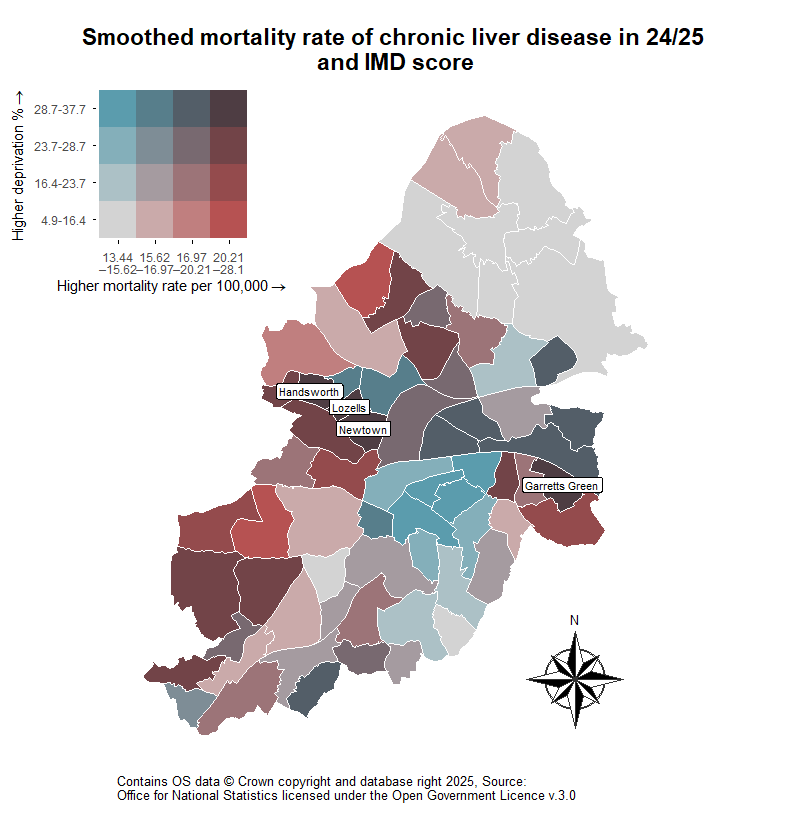 Smoothed mortality rate of chronic liver disease in 24/25
and IMD score
Higher deprivation % →
28.7-37.7
23.7-28.7
16.4-23.7
4.9-16.4
13.44 15.62 16.97 20.21
–15.62 –16.97 –20.21 –28.1
Higher mortality rate per 100,000 →
Handsworth
Lozells
Newtown
Garretts Green
N
Contains OS data © Crown copyright and database right 2025, Source:
Office for National Statistics licensed under the Open Government Licence v.3.0